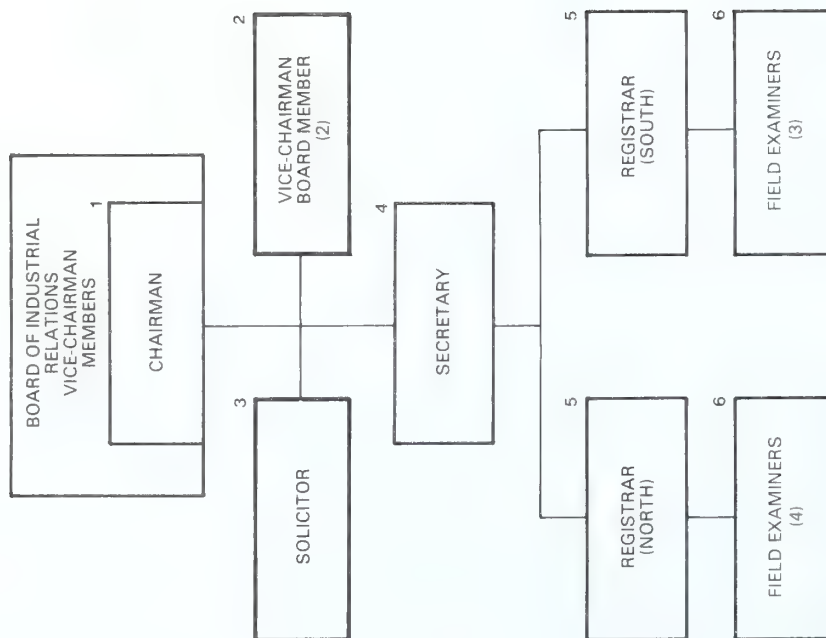 BOARD OF INDUSTRIAL
RELATIONS
VICE-CHAIRMAN
MEMBERS
1
CHAIRMAN
3
SOLICITOR
2
VICE-CHAIRMAN
BOARD MEMBER
(2)
4
SECRETARY
5
REGISTRAR
(NORTH)
5
REGISTRAR
(SOUTH)
6
FIELD EXAMINERS
(4)
6
FIELD EXAMINERS
(3)